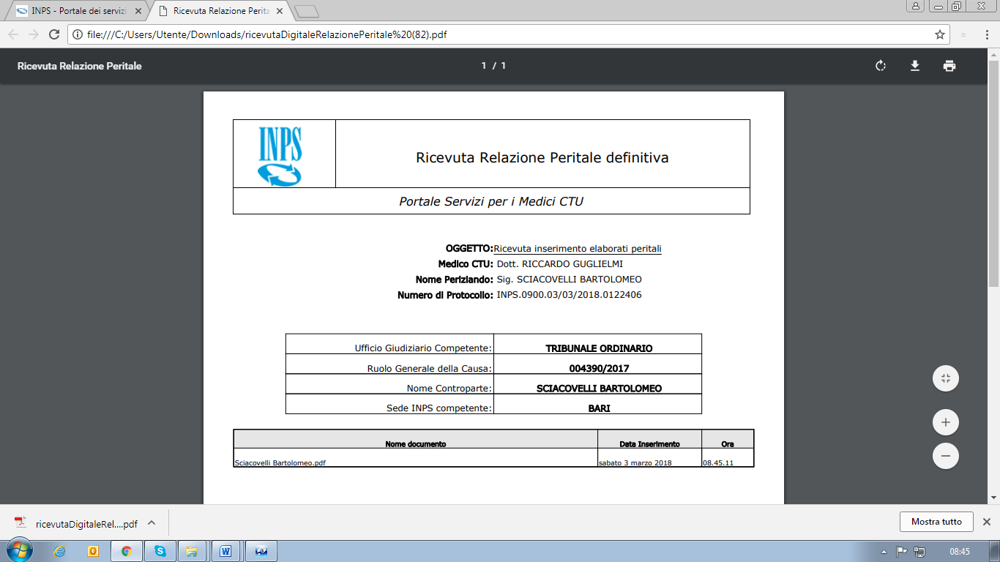 INPS - Portale dei servizi
Ricevuta Relazione Perita
file:///C:/Users/Utente/Downloads/ricevutaDigitaleRelazionePeritale%20(82).pdf
Ricevuta Relazione Peritale
1 / 1
INPS
Ricevuta Relazione Peritale definitiva
Portale Servizi per i Medici CTU
OGGETTO:Ricevuta inserimento elaborati peritali
Medico CTU: Dott. RICCARDO GUGLIELMI
Nome Periziando: Sig. SCIACOVELLI BARTOLOMEO
Numero di Protocollo: INPS.0900.03/03/2018.0122406
Ufficio Giudiziario Competente: TRIBUNALE ORDINARIO
Ruolo Generale della Causa: 004390/2017
Nome Controparte: SCIACOVELLI BARTOLOMEO
Sede INPS competente: BARI
Nome documento Data Inserimento Ora
Sciacovelli Bartolomeo.pdf sabato 3 marzo 2018 08.45.11
ricevutaDigitaleRel....pdf
Mostra tutto
08:45